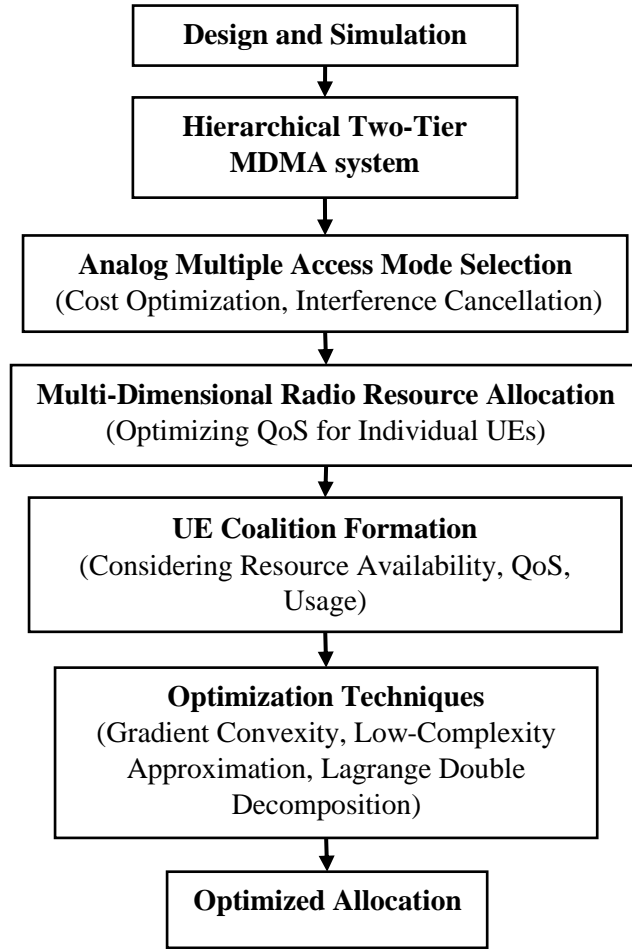 Design and Simulation
Hierarchical Two-Tier
MDMA system
Analog Multiple Access Mode Selection
(Cost Optimization, Interference Cancellation)
Multi-Dimensional Radio Resource Allocation
(Optimizing QoS for Individual UEs)
UE Coalition Formation
(Considering Resource Availability, QoS,
Usage)
Optimization Techniques
(Gradient Convexity, Low-Complexity
Approximation, Lagrange Double
Decomposition)
Optimized Allocation